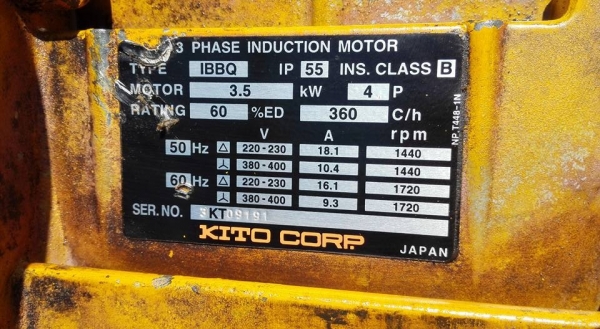 3 PHASE INDUCTION MOTOR
TYPE IBBQ IP 55 INS. CLASS B
MOTOR 3.5 kW 4 P
RATING 60 %ED 360 C/h
V A rpm
50 Hz △ 220-230 18.1 1440
380-400 10.4 1440
60 Hz △ 220-230 16.1 1720
380-400 9.3 1720
SER. NO. 3KT09191
KITO CORP.
JAPAN
NP.T448-1N